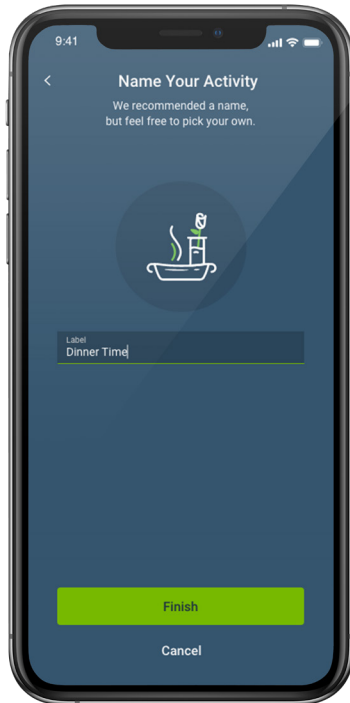 9:41
Name Your Activity
We recommended a name,
but feel free to pick your own.
Label
Dinner Time
Finish
Cancel